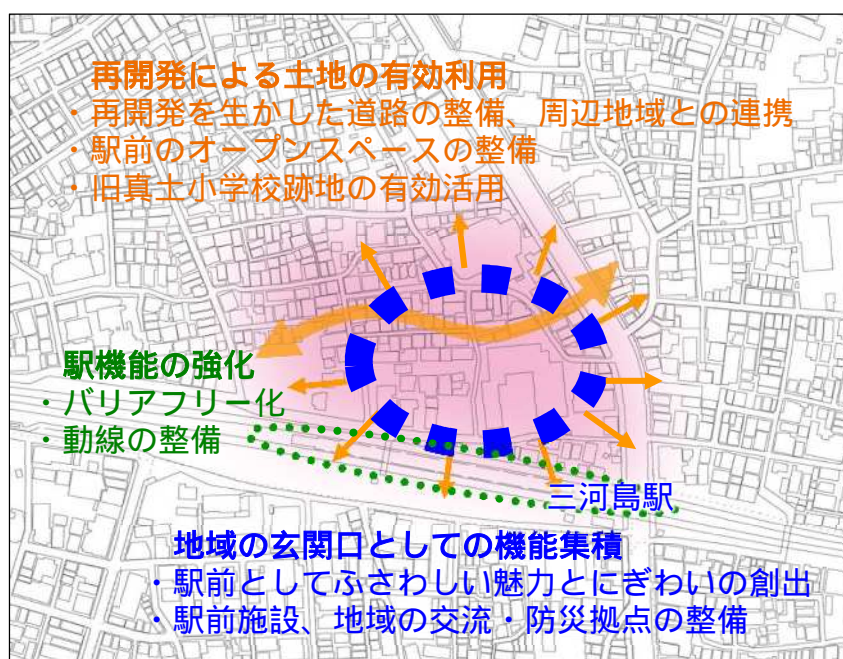 再開発による土地の有効利用
・再開発を生かした道路の整備、周辺地域との連携
・駅前のオープンスペースの整備
・旧真土小学校跡地の有効活用
駅機能の強化
・バリアフリー化
・動線の整備
三河島駅
地域の玄関口としての機能集積
・駅前としてふさわしい魅力とにぎわいの創出
・駅前施設、地域の交流・防災拠点の整備